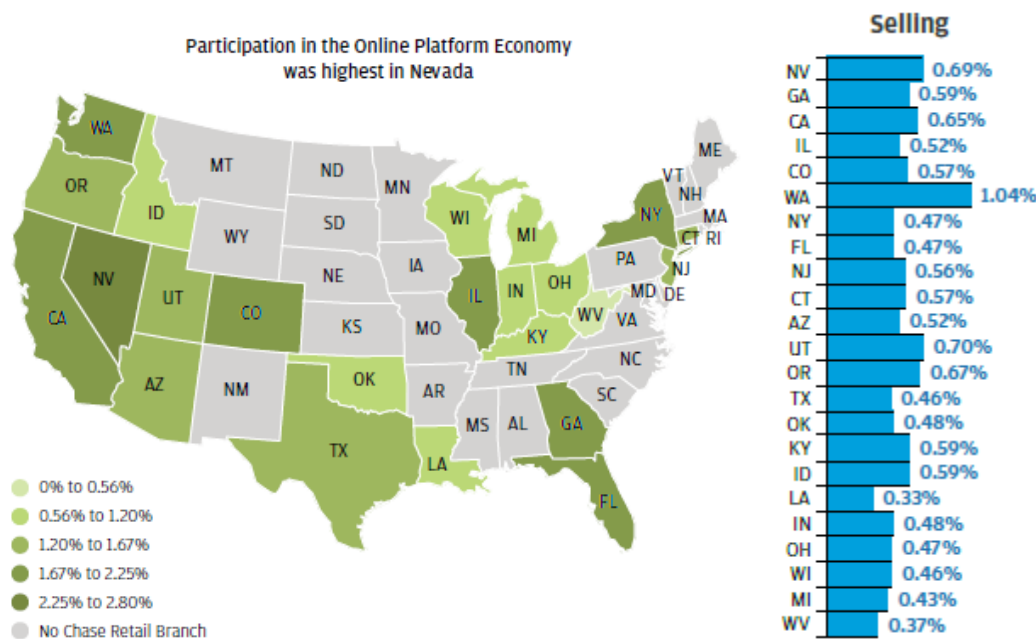 Participation in the Online Platform Economy
was highest in Nevada
WA
MT
ND
MN
ME
VT
NH
OR
ID
WY
SD
WI
MI
NY
MA
CT RI
NV
UT
CO
NE
IA
IL
IN
OH
PA
NJ
MD
DE
CA
KS
MO
KY
WV
VA
AZ
NM
OK
AR
TN
NC
SC
TX
LA
MS
AL
GA
FL
0% to 0.56%
0.56% to 1.20%
1.20% to 1.67%
1.67% to 2.25%
2.25% to 2.80%
No Chase Retail Branch
Selling
NV 0.69%
GA 0.59%
CA 0.65%
IL 0.52%
CO 0.57%
WA 1.04%
NY 0.47%
FL 0.47%
NJ 0.56%
CT 0.57%
AZ 0.52%
UT 0.70%
OR 0.67%
TX 0.46%
OK 0.48%
KY 0.59%
ID 0.59%
LA 0.33%
IN 0.48%
OH 0.47%
WI 0.46%
MI 0.43%
WV 0.37%